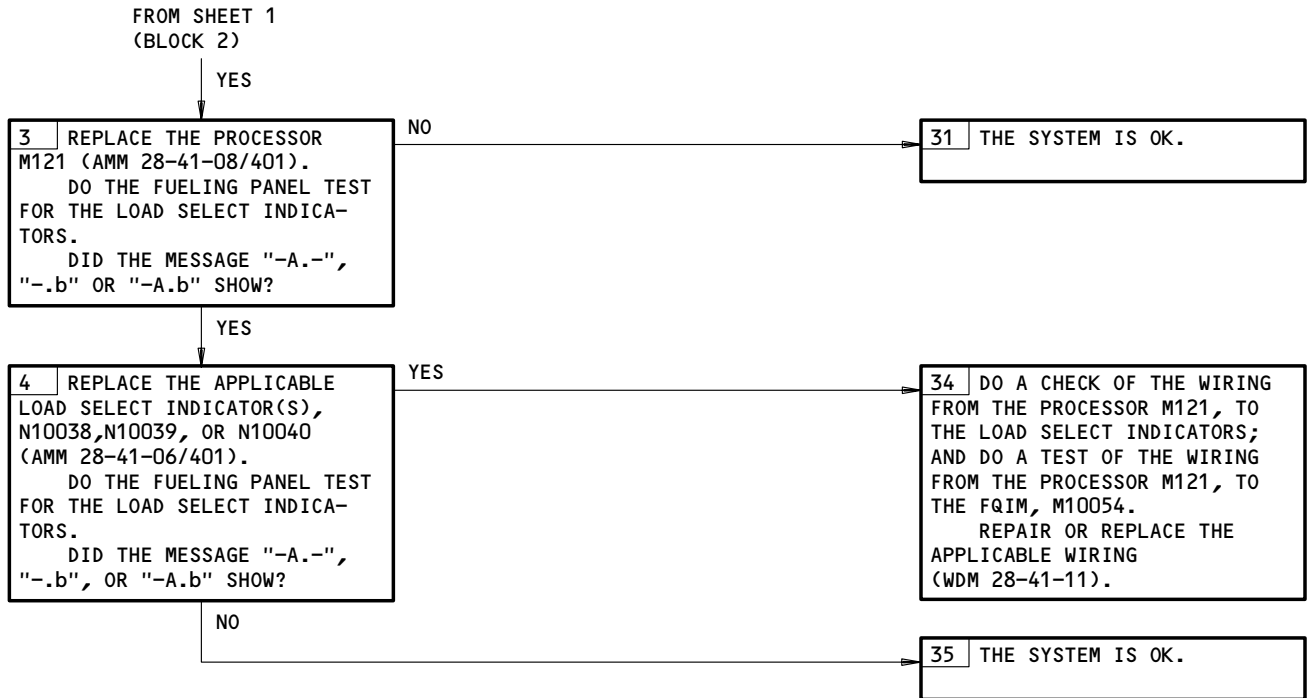 FROM SHEET 1
(BLOCK 2)
YES
3 REPLACE THE PROCESSOR
M121 (AMM 28-41-08/401).
DO THE FUELING PANEL TEST
FOR THE LOAD SELECT INDICA-
TORS.
DID THE MESSAGE "-A.-",
"-.b" OR "-A.b" SHOW?
NO
31 THE SYSTEM IS OK.
YES
4 REPLACE THE APPLICABLE
LOAD SELECT INDICATOR(S),
N10038,N10039, OR N10040
(AMM 28-41-06/401).
DO THE FUELING PANEL TEST
FOR THE LOAD SELECT INDICA-
TORS.
DID THE MESSAGE "-A.-",
"-.b", OR "-A.b" SHOW?
YES
34 DO A CHECK OF THE WIRING
FROM THE PROCESSOR M121, TO
THE LOAD SELECT INDICATORS;
AND DO A TEST OF THE WIRING
FROM THE PROCESSOR M121, TO
THE FQIM, M10054.
REPAIR OR REPLACE THE
APPLICABLE WIRING
(WDM 28-41-11).
NO
35 THE SYSTEM IS OK.